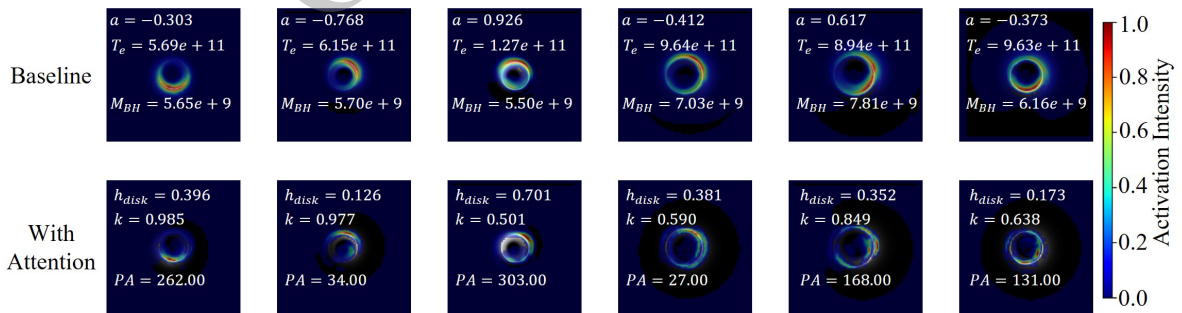 a = −0.303
T_e = 5.69e + 11
M_BH = 5.65e + 9
a = −0.768
T_e = 6.15e + 11
M_BH = 5.70e + 9
a = 0.926
T_e = 1.27e + 11
M_BH = 5.50e + 9
a = −0.412
T_e = 9.64e + 11
M_BH = 7.03e + 9
a = 0.617
T_e = 8.94e + 11
M_BH = 7.81e + 9
a = −0.373
T_e = 9.63e + 11
M_BH = 6.16e + 9
Baseline
h_disk = 0.396
k = 0.985
PA = 262.00
h_disk = 0.126
k = 0.977
PA = 34.00
h_disk = 0.701
k = 0.501
PA = 303.00
h_disk = 0.381
k = 0.590
PA = 27.00
h_disk = 0.352
k = 0.849
PA = 168.00
h_disk = 0.173
k = 0.638
PA = 131.00
With
Attention
1.0
0.8
0.6
0.4
0.2
0.0
Activation Intensity